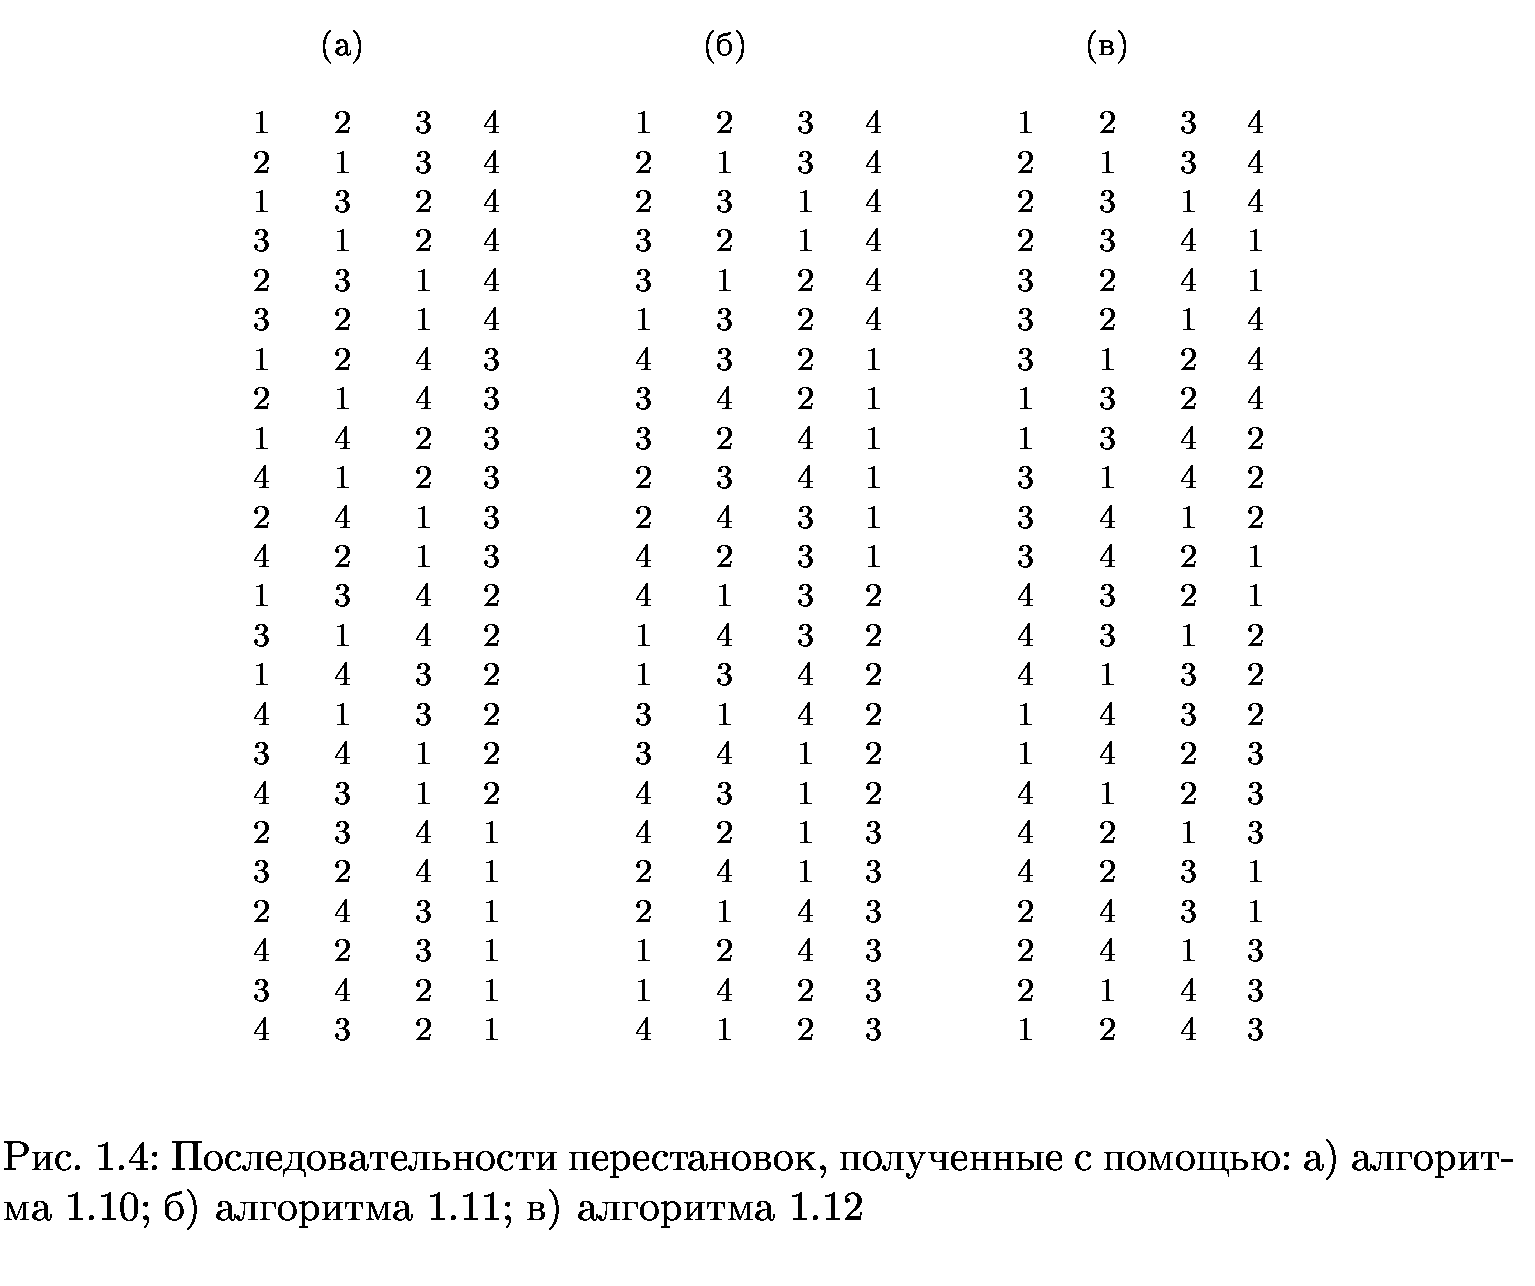 (а) (б) (в)
1 2 3 4 1 2 3 4 1 2 3 4
2 1 3 4 2 1 3 4 2 1 3 4
1 3 2 4 2 3 1 4 2 3 1 4
3 1 2 4 3 2 1 4 2 3 4 1
2 3 1 4 3 1 2 4 3 2 4 1
3 2 1 4 1 3 2 4 3 2 1 4
1 2 4 3 4 3 2 1 3 1 2 4
2 1 4 3 3 4 2 1 1 3 2 4
1 4 2 3 3 2 4 1 1 3 4 2
4 1 2 3 2 3 4 1 3 1 4 2
2 4 1 3 2 4 3 1 3 4 1 2
4 2 1 3 4 2 3 1 3 4 2 1
1 3 4 2 4 1 3 2 4 3 2 1
3 1 4 2 1 4 3 2 4 3 1 2
1 4 3 2 1 3 4 2 4 1 3 2
4 1 3 2 3 1 4 2 1 4 3 2
3 4 1 2 3 4 1 2 1 4 2 3
4 3 1 2 4 3 1 2 4 1 2 3
2 3 4 1 4 2 1 3 4 2 1 3
3 2 4 1 2 4 1 3 4 2 3 1
2 4 3 1 2 1 4 3 2 4 3 1
4 2 3 1 1 2 4 3 2 4 1 3
3 4 2 1 1 4 2 3 2 1 4 3
4 3 2 1 4 1 2 3 1 2 4 3
Рис. 1.4: Последовательности перестановок, полученные с помощью: а) алгорит-
ма 1.10; б) алгоритма 1.11; в) алгоритма 1.12